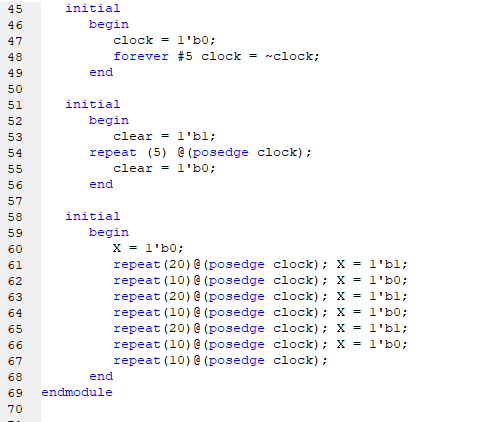 45 initial
46 begin
47 clock = 1'b0;
48 forever #5 clock = ~clock;
49 end
50
51 initial
52 begin
53 clear = 1'b1;
54 repeat (5) @(posedge clock);
55 clear = 1'b0;
56 end
57
58 initial
59 begin
60 X = 1'b0;
61 repeat(20)@(posedge clock); X = 1'b1;
62 repeat(10)@(posedge clock); X = 1'b0;
63 repeat(20)@(posedge clock); X = 1'b1;
64 repeat(10)@(posedge clock); X = 1'b0;
65 repeat(20)@(posedge clock); X = 1'b1;
66 repeat(10)@(posedge clock); X = 1'b0;
67 repeat(10)@(posedge clock);
68 end
69 endmodule
70